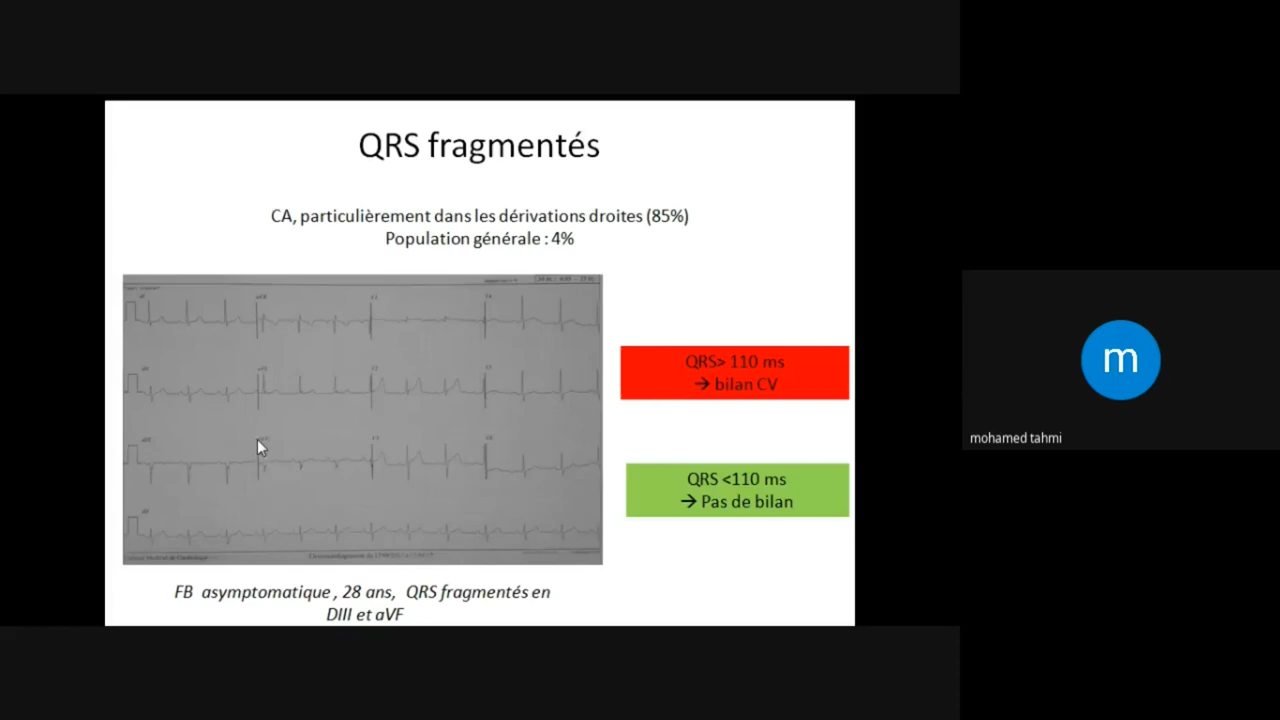 QRS fragmentés
CA, particulièrement dans les dérivations droites (85%)
Population générale : 4%
QRS> 110 ms
→ bilan CV
QRS <110 ms
→ Pas de bilan
FB asymptomatique , 28 ans, QRS fragmentés en
DIII et aVF
m
mohamed tahmi